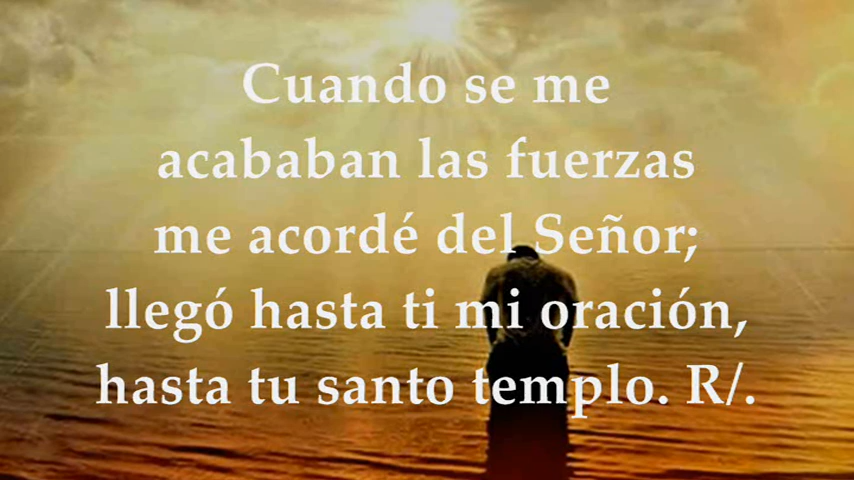 Cuando se me
acababan las fuerzas
me acordé del Señor;
llegó hasta ti mi oración,
hasta tu santo templo. R/.